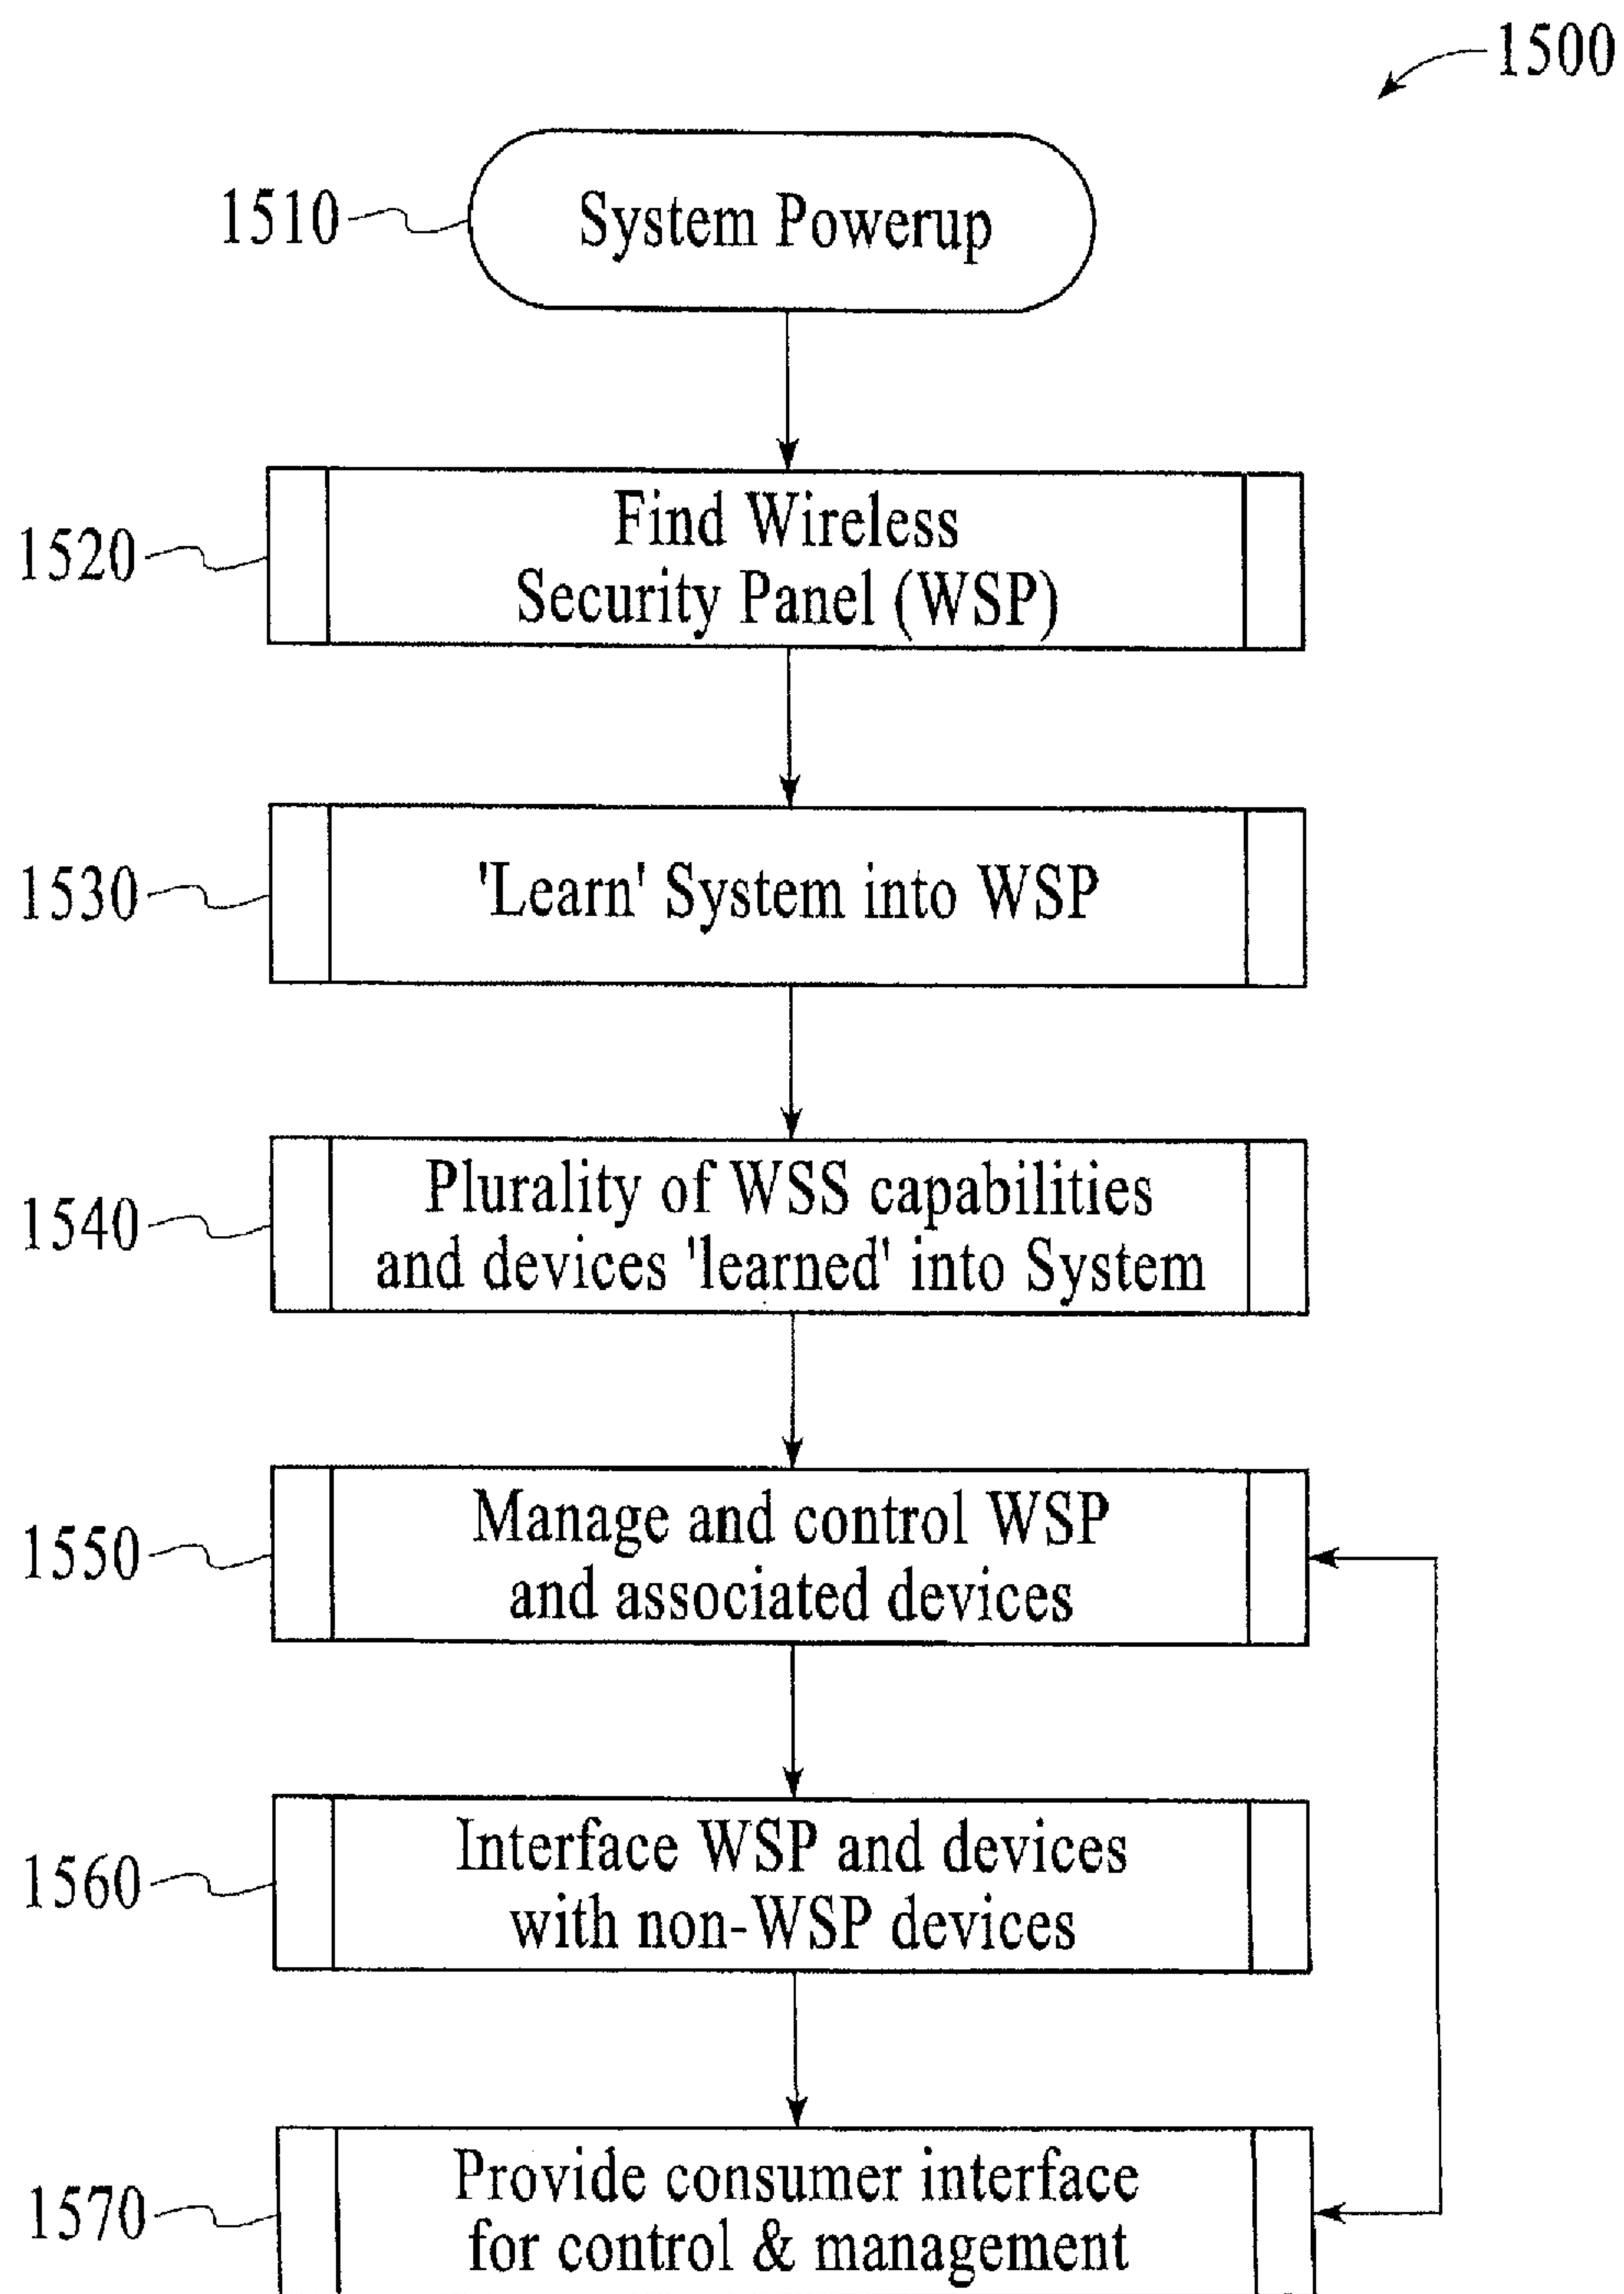 1500
1510
System Powerup
1520
Find Wireless
Security Panel (WSP)
1530
'Learn' System into WSP
1540
Plurality of WSS capabilities
and devices 'learned' into System
1550
Manage and control WSP
and associated devices
1560
Interface WSP and devices
with non-WSP devices
1570
Provide consumer interface
for control & management